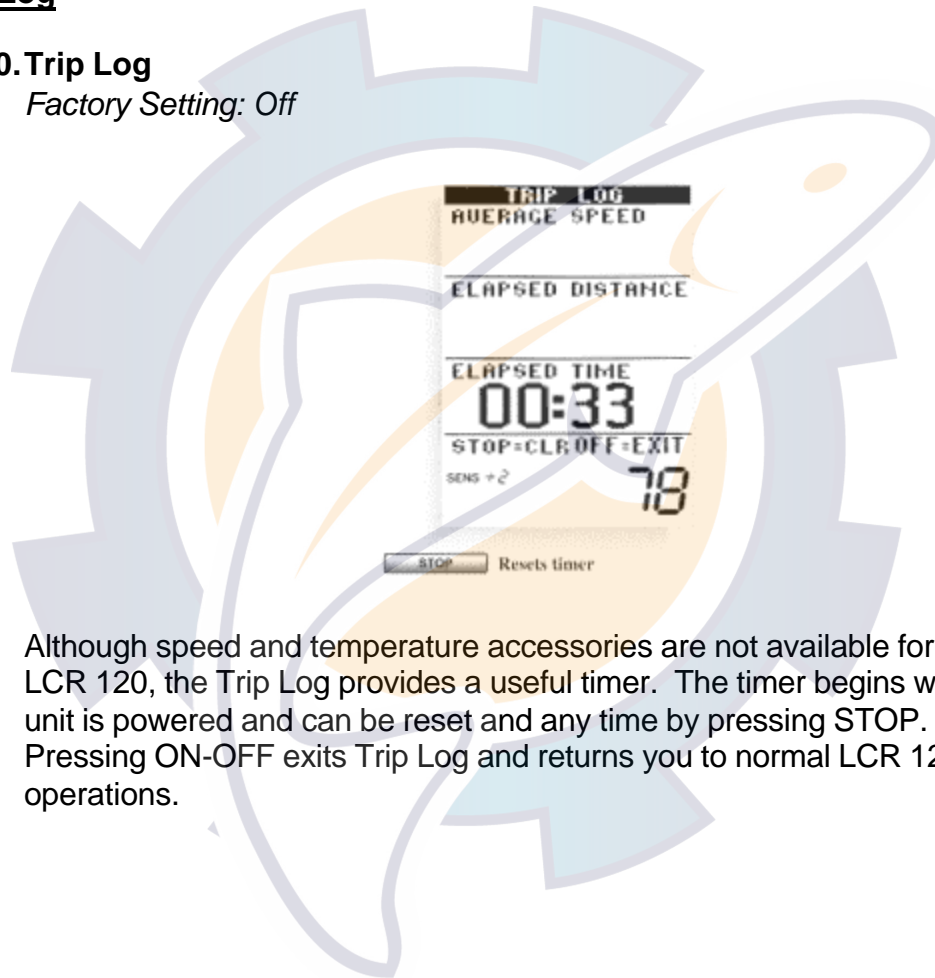 Log
0. Trip Log
Factory Setting: Off
TRIP LOG
AVERAGE SPEED
ELAPSED DISTANCE
ELAPSED TIME
00:33
STOP=CLR OFF=EXIT
SENS +2
78
STOP Resets timer
Although speed and temperature accessories are not available for
LCR 120, the Trip Log provides a useful timer. The timer begins w
unit is powered and can be reset and any time by pressing STOP.
Pressing ON-OFF exits Trip Log and returns you to normal LCR 12
operations.